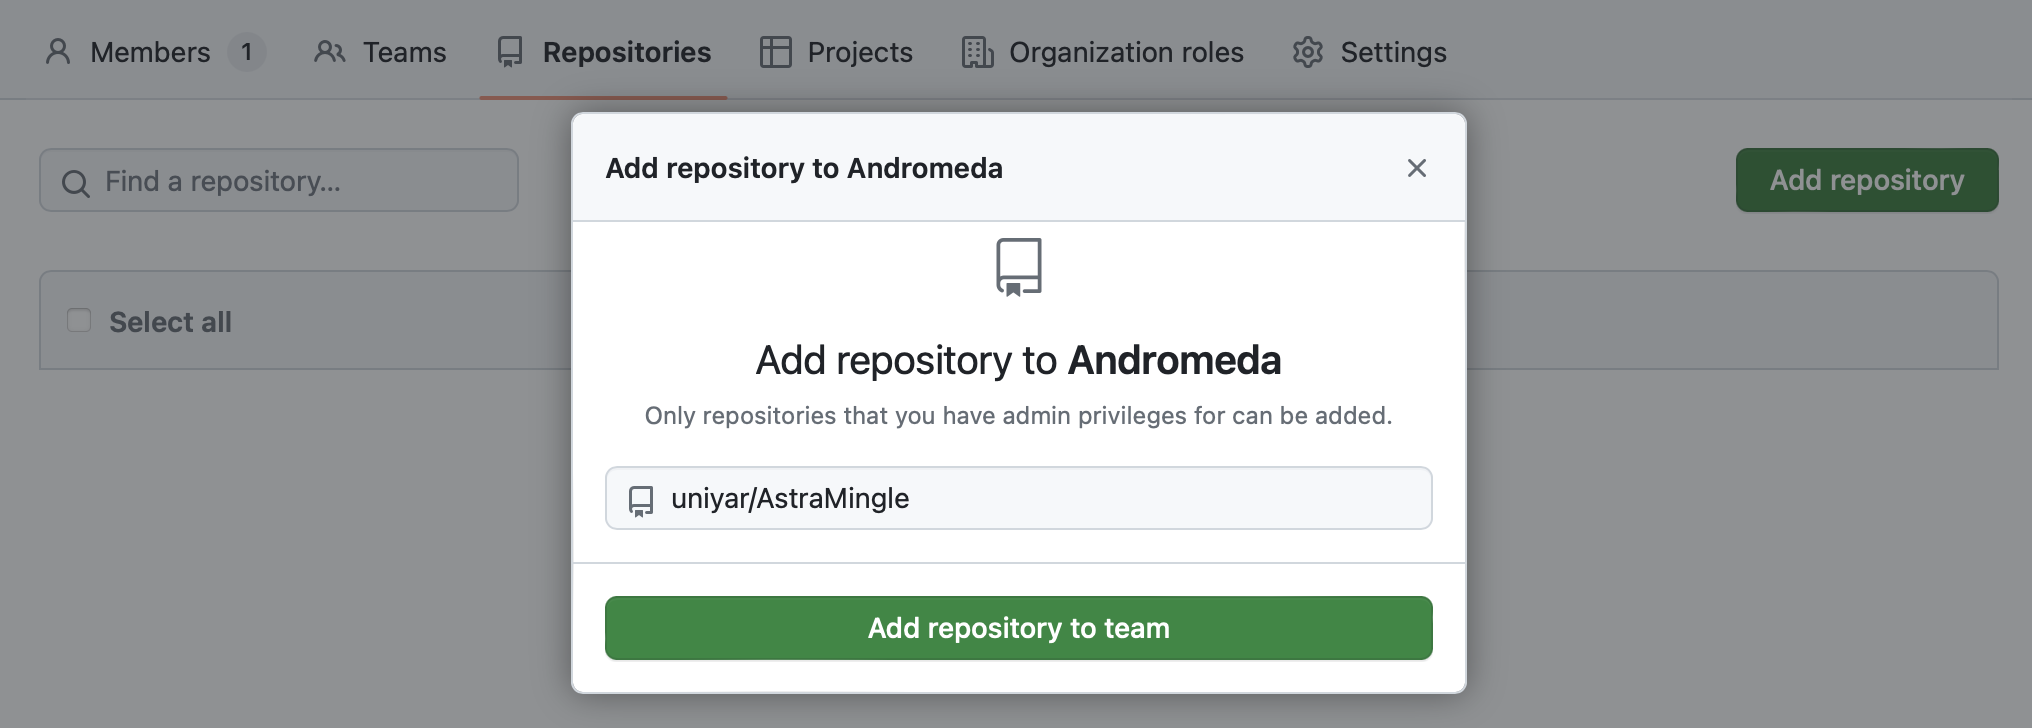 Members 1 Teams Repositories Projects Organization roles Settings
Find a repository...
Add repository
Select all
Add repository to Andromeda
Add repository to Andromeda
Only repositories that you have admin privileges for can be added.
uniyar/AstraMingle
Add repository to team